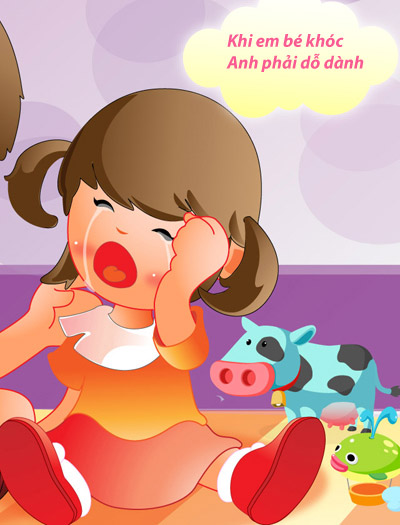 Khi em bé khóc
Anh phải dỗ dành